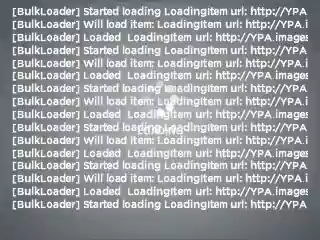 [BulkLoader] Started loading LoadingItem url: http://YPA
[BulkLoader] Will load item: LoadingItem url: http://YPA.i
[BulkLoader] Loaded  LoadingItem url: http://YPA.images
[BulkLoader] Started loading LoadingItem url: http://YPA
[BulkLoader] Will load item: LoadingItem url: http://YPA.i
[BulkLoader] Loaded  LoadingItem url: http://YPA.images
[BulkLoader] Started loading LoadingItem url: http://YPA
[BulkLoader] Will load item: LoadingItem url: http://YPA.i
[BulkLoader] Loaded  LoadingItem url: http://YPA.images
[BulkLoader] Started loading LoadingItem url: http://YPA
LOADING
[BulkLoader] Will load item: LoadingItem url: http://YPA.i
[BulkLoader] Loaded  LoadingItem url: http://YPA.images
[BulkLoader] Started loading LoadingItem url: http://YPA
[BulkLoader] Will load item: LoadingItem url: http://YPA.i
[BulkLoader] Loaded  LoadingItem url: http://YPA.images
[BulkLoader] Started loading LoadingItem url: http://YPA